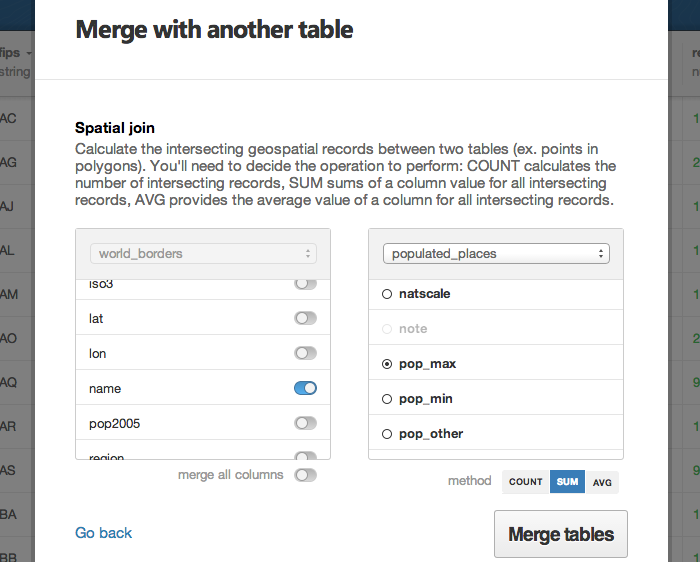 Merge with another table
fips
string
re
n
Spatial join
Calculate the intersecting geospatial records between two tables (ex. points in
polygons). You'll need to decide the operation to perform: COUNT calculates the
number of intersecting records, SUM sums of a column value for all intersecting
records, AVG provides the average value of a column for all intersecting records.
world_borders
populated_places
iso3
lat
lon
name
pop2005
region
merge all columns
natscale
note
pop_max
pop_min
pop_other
method COUNT SUM AVG
Go back
Merge tables
AC
AG
AJ
AL
AM
AO
AQ
AR
AS
BA
BB
1
2
1
1
1
2
9
1
9
1
1